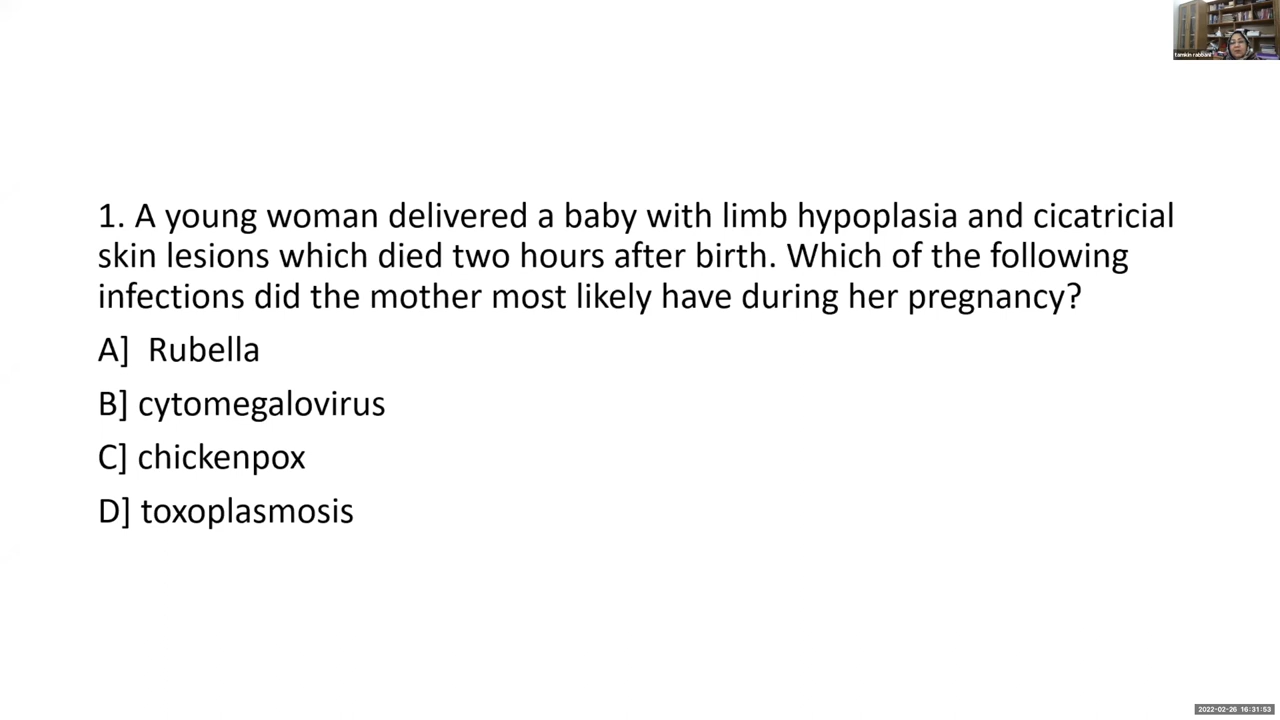 tamkin rabbani
1. A young woman delivered a baby with limb hypoplasia and cicatricial
skin lesions which died two hours after birth. Which of the following
infections did the mother most likely have during her pregnancy?
A] Rubella
B] cytomegalovirus
C] chickenpox
D] toxoplasmosis
2022-02-26 16:31:53